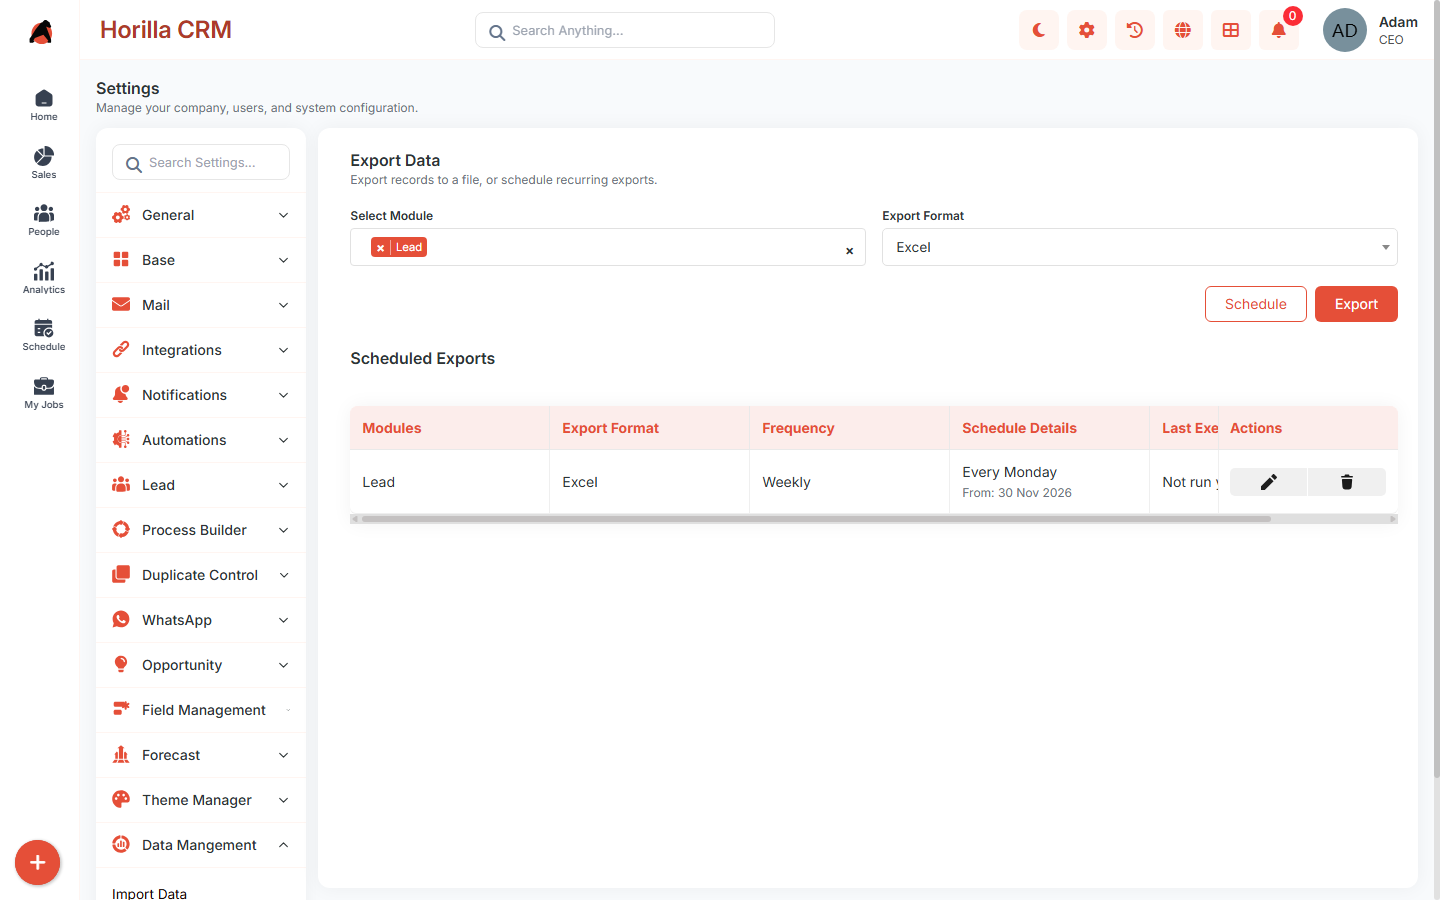 Horilla CRM
Search Anything...
0
AD
Adam
CEO
Home
Sales
People
Analytics
Schedule
My Jobs
Settings
Manage your company, users, and system configuration.
Search Settings...
General
Base
Mail
Integrations
Notifications
Automations
Lead
Process Builder
Duplicate Control
WhatsApp
Opportunity
Field Management
Forecast
Theme Manager
Data Mangement
Import Data
Export Data
Export records to a file, or schedule recurring exports.
Select Module
Export Format
× Lead ×
Excel
Schedule
Export
Scheduled Exports
Modules Export Format Frequency Schedule Details Last Exe Actions
Lead Excel Weekly Every Monday Not run
From: 30 Nov 2026